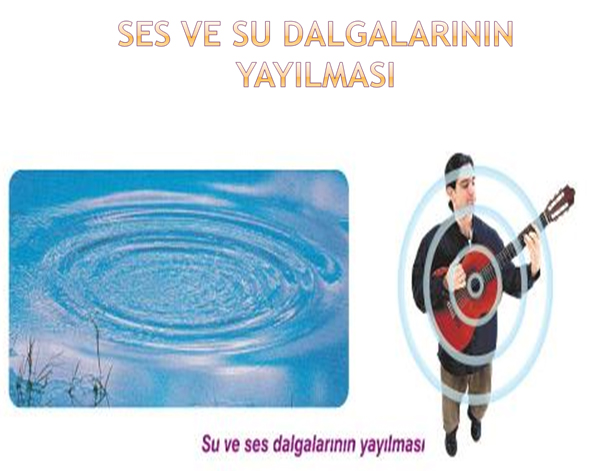 SES VE SU DALGALARININ
YAYILMASI
Su ve ses dalgalarının yayılması